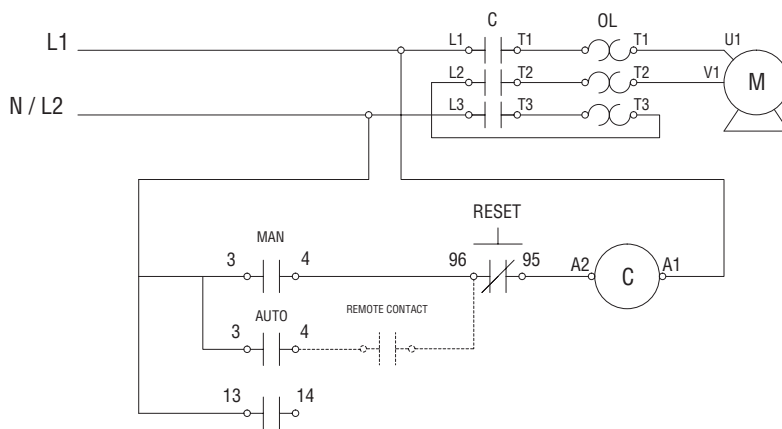 C OL
L1 L1 T1 T1 U1
L2 T2 T2 V1 M
N / L2 L3 T3 T3
RESET
MAN
3 4 96 95 A2 C A1
AUTO REMOTE CONTACT
3 4
13 14